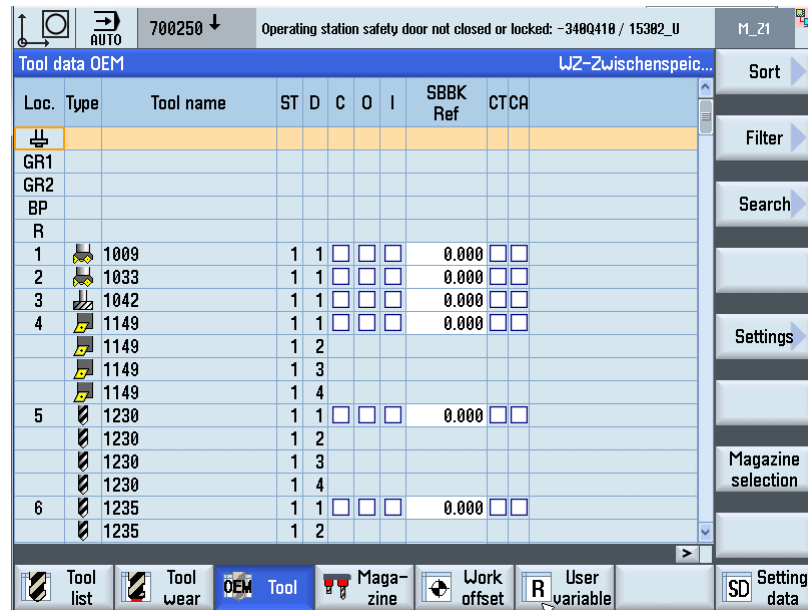 AUTO
700250
Operating station safety door not closed or locked: -340Q410 / 15302_U
M_Z1
Tool data OEM
WZ-Zwischenspeic...
Loc. Type Tool name ST D C O I SBBK Ref CT CA
GR1
GR2
BP
R
1 1009 1 1 0.000
2 1033 1 1 0.000
3 1042 1 1 0.000
4 1149 1 1 0.000
1149 1 2
1149 1 3
1149 1 4
5 1230 1 1 0.000
1230 1 2
1230 1 3
1230 1 4
6 1235 1 1 0.000
1235 1 2
Sort
Filter
Search
Settings
Magazine
selection
>
Tool list
Tool wear
OEM Tool
Maga-
zine
Work offset
R User variable
SD Setting data